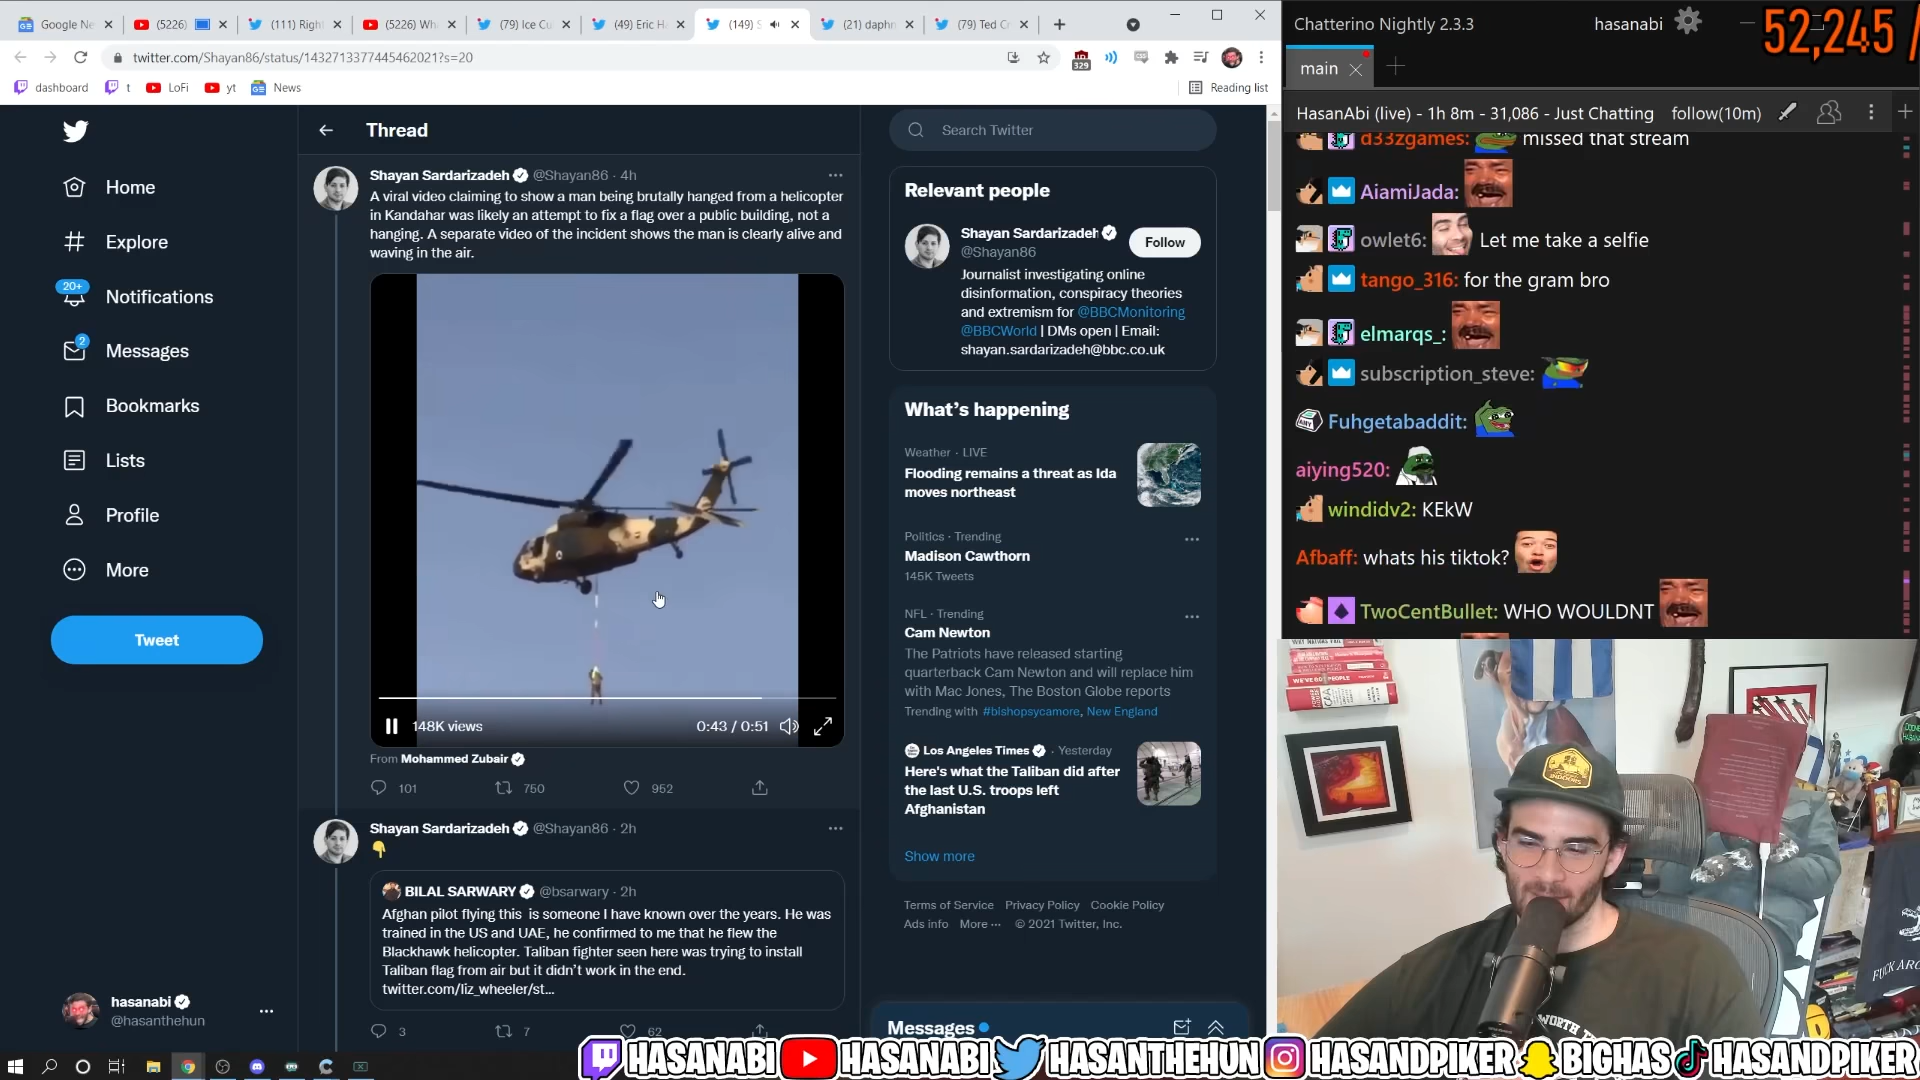 Google Ne
(5226)
(111) Righ
(5226) Wh
(79) Ice Cu
(49) Eric H
(149) S
(21) daphn
(79) Ted C
twitter.com/Shayan86/status/1432713377445462021?s=20
329
dashboard
t
LoFi
yt
News
Reading list
Home
Explore
20+
Notifications
2
Messages
Bookmarks
Lists
Profile
More
Tweet
hasanabi
@hasanthehun
Thread
Shayan Sardarizadeh @Shayan86 · 4h
A viral video claiming to show a man being brutally hanged from a helicopter
in Kandahar was likely an attempt to fix a flag over a public building, not a
hanging. A separate video of the incident shows the man is clearly alive and
waving in the air.
148K views
0:43 / 0:51
From Mohammed Zubair
101
750
952
Shayan Sardarizadeh @Shayan86 · 2h
BILAL SARWARY @bsarwary · 2h
Afghan pilot flying this is someone I have known over the years. He was
trained in the US and UAE, he confirmed to me that he flew the
Blackhawk helicopter. Taliban fighter seen here was trying to install
Taliban flag from air but it didn't work in the end.
twitter.com/liz_wheeler/st...
3
7
62
Search Twitter
Relevant people
Shayan Sardarizadeh
@Shayan86
Follow
Journalist investigating online
disinformation, conspiracy theories
and extremism for @BBCMonitoring
@BBCWorld | DMs open | Email:
shayan.sardarizadeh@bbc.co.uk
What's happening
Weather · LIVE
Flooding remains a threat as Ida
moves northeast
Politics · Trending
Madison Cawthorn
145K Tweets
NFL · Trending
Cam Newton
The Patriots have released starting
quarterback Cam Newton and will replace him
with Mac Jones, The Boston Globe reports
Trending with #bishopsycamore, New England
Los Angeles Times · Yesterday
Here's what the Taliban did after
the last U.S. troops left
Afghanistan
Show more
Terms of Service Privacy Policy Cookie Policy
Ads info More ··· © 2021 Twitter, Inc.
Messages
Chatterino Nightly 2.3.3
hasanabi
52,245 /
main
HasanAbi (live) - 1h 8m - 31,086 - Just Chatting
follow(10m)
d33zgames: missed that stream
AiamiJada:
owlet6: Let me take a selfie
tango_316: for the gram bro
elmarqs_:
subscription_steve:
Fuhgetabaddit:
aiying520:
windidv2: KEkW
Afbaff: whats his tiktok?
TwoCentBullet: WHO WOULDNT
HASANABI
HASANABI
HASANTHEHUN
HASANDPIKER
BIGHAS
HASANDPIKER